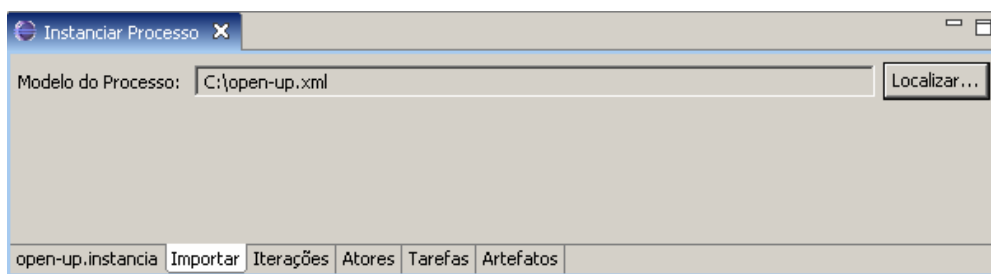 Instanciar Processo
Modelo do Processo: C:\open-up.xml Localizar...
open-up.instancia Importar Iterações Atores Tarefas Artefatos